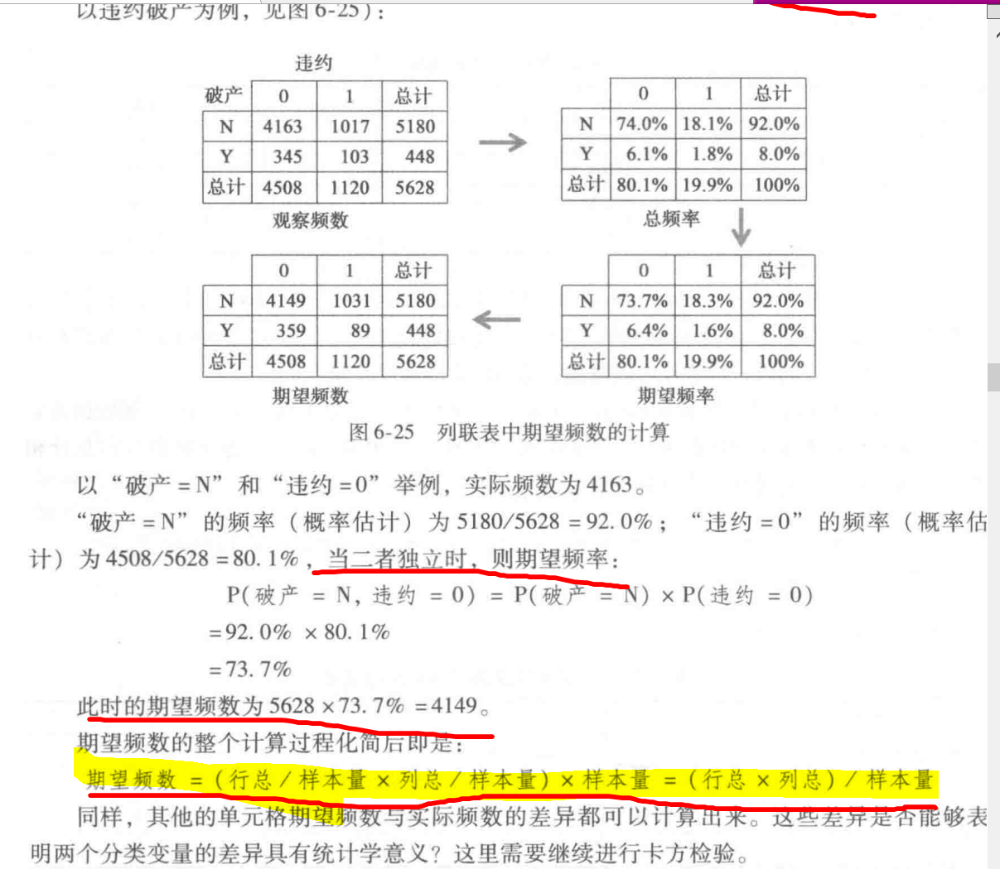 以违约破产为例，见图6-25）：
违约
破产 0 1 总计
N 4163 1017 5180
Y 345 103 448
总计 4508 1120 5628
观察频数
0 1 总计
N 74.0% 18.1% 92.0%
Y 6.1% 1.8% 8.0%
总计 80.1% 19.9% 100%
总频率
0 1 总计
N 4149 1031 5180
Y 359 89 448
总计 4508 1120 5628
期望频数
0 1 总计
N 73.7% 18.3% 92.0%
Y 6.4% 1.6% 8.0%
总计 80.1% 19.9% 100%
期望频率
图6-25 列联表中期望频数的计算
以“破产=N”和“违约=0”举例，实际频数为4163。
“破产=N”的频率（概率估计）为5180/5628=92.0%；“违约=0”的频率（概率估
计）为4508/5628=80.1%，当二者独立时，则期望频率：
P(破产 = N, 违约 = 0) = P(破产 = N) × P(违约 = 0)
=92.0% × 80.1%
=73.7%
此时的期望频数为5628×73.7%=4149。
期望频数的整个计算过程化简后即是：
期望频数 =（行总/样本量×列总/样本量）×样本量 =（行总×列总）/样本量
同样，其他的单元格期望频数与实际频数的差异都可以计算出来。这些差异是否能够表
明两个分类变量的差异具有统计学意义？这里需要继续进行卡方检验。